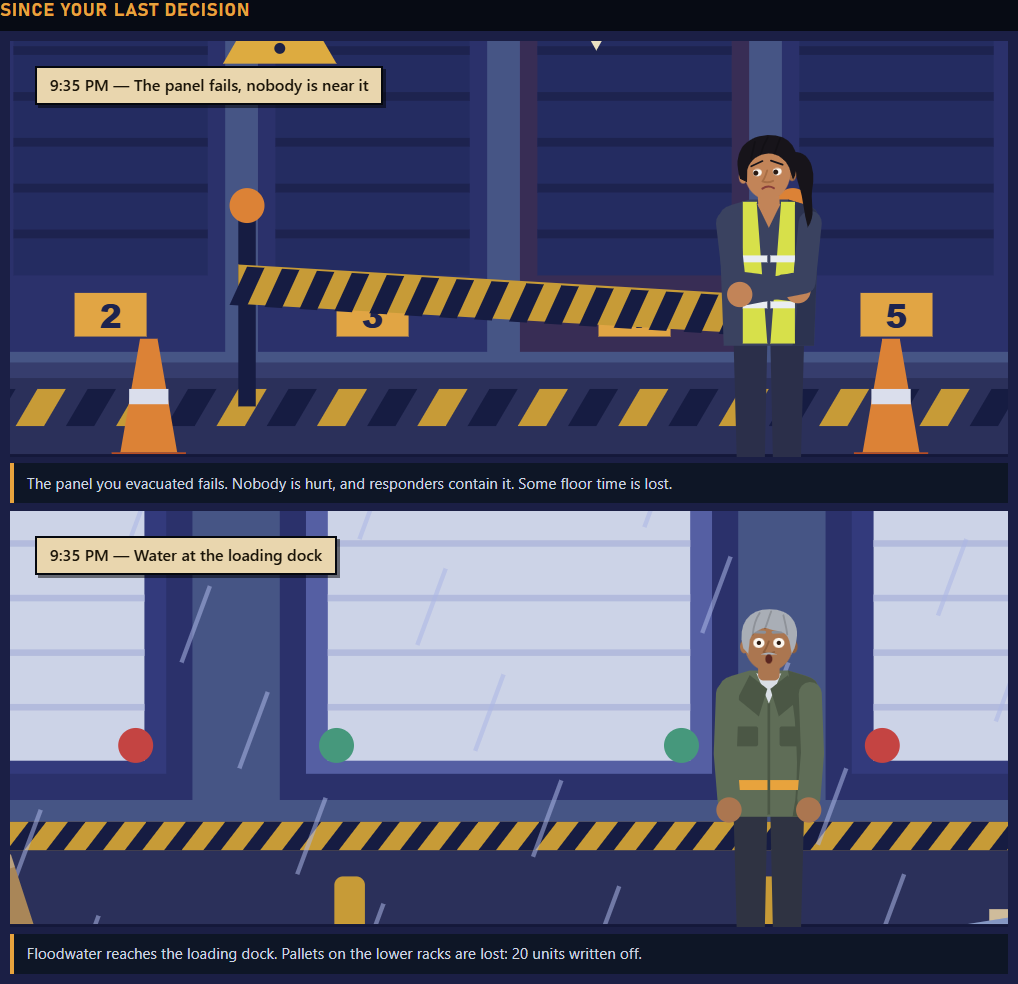 SINCE YOUR LAST DECISION
9:35 PM — The panel fails, nobody is near it
2
3
5
The panel you evacuated fails. Nobody is hurt, and responders contain it. Some floor time is lost.
9:35 PM — Water at the loading dock
Floodwater reaches the loading dock. Pallets on the lower racks are lost: 20 units written off.